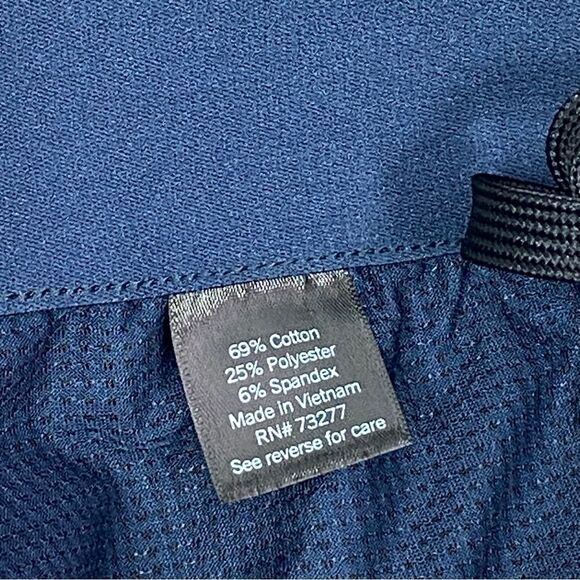 69% Cotton
25% Polyester
6% Spandex
Made in Vietnam
RN# 73277
See reverse for care